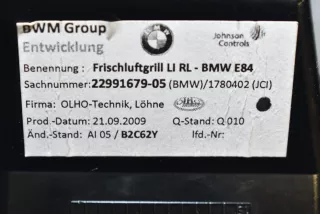 BWM Group
Entwicklung
Johnson
Controls
Benennung : Frischluftgrill LI RL - BMW E84
Sachnummer: 22991679-05 (BMW)/1780402 (JCI)
Firma: OLHO-Technik, Löhne
Prod.-Datum: 21.09.2009 Q-Stand: Q 010
Änd.-Stand: AI 05 / B2C62Y lfd.-Nr: